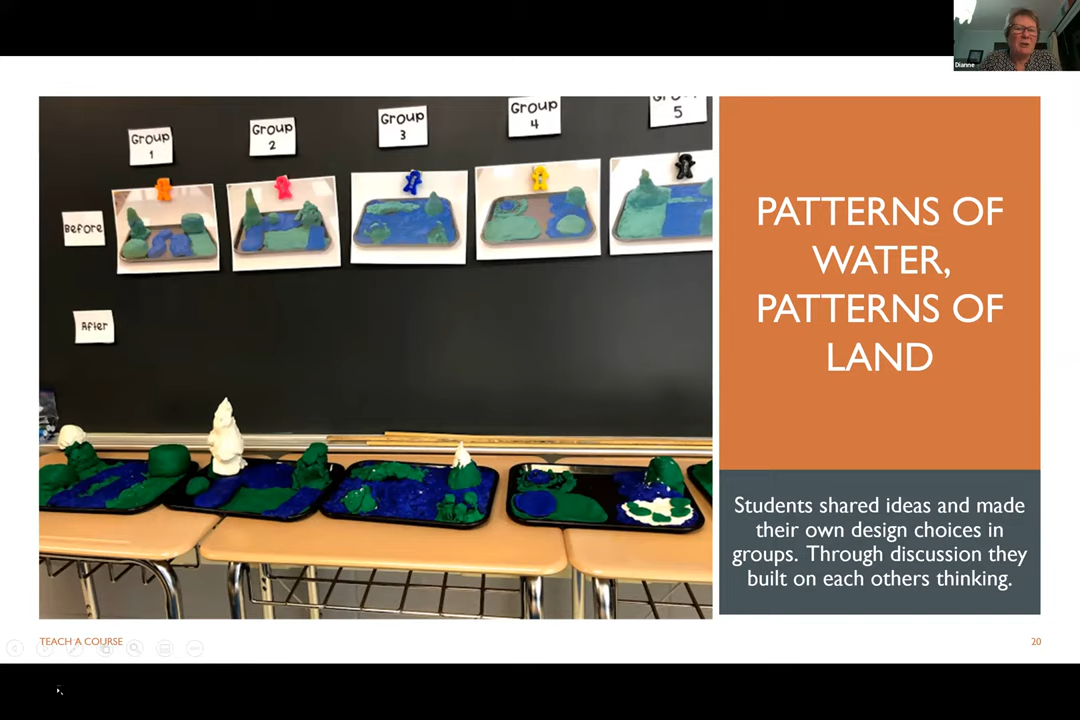 Dianne
Group
1
Group
2
Group
3
Group
4
Group
5
Before
After
PATTERNS OF
WATER,
PATTERNS OF
LAND
Students shared ideas and made
their own design choices in
groups. Through discussion they
built on each others thinking.
TEACH A COURSE
20